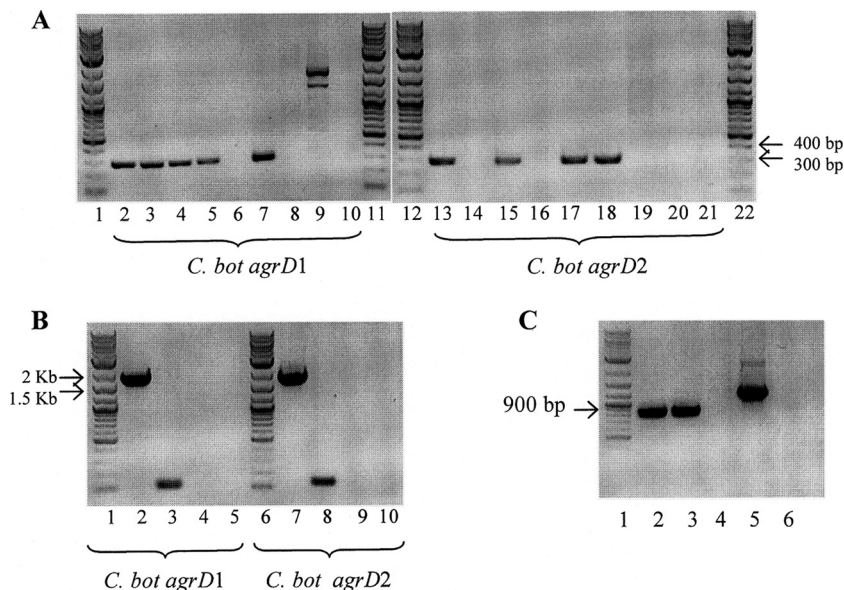 A
400 bp
300 bp
1 2 3 4 5 6 7 8 9 10 11 12 13 14 15 16 17 18 19 20 21 22
C. bot agrD1 C. bot agrD2
B
2 Kb
1.5 Kb
1 2 3 4 5 6 7 8 9 10
C. bot agrD1 C. bot agrD2
C
900 bp
1 2 3 4 5 6